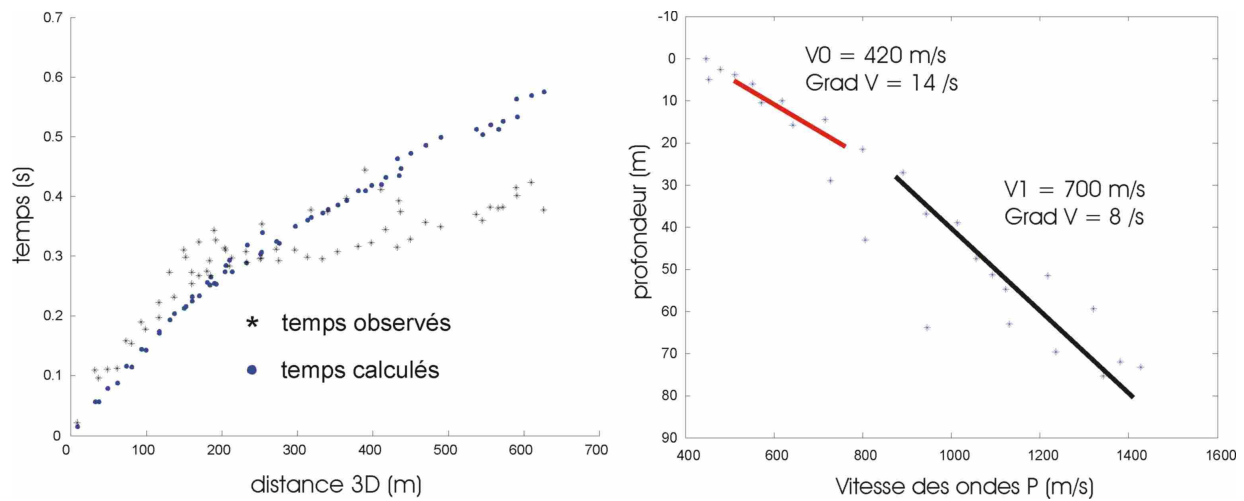 0.7
0.6
0.5
0.4
0.3
0.2
0.1
0
temps (s)
* temps observés
● temps calculés
0 100 200 300 400 500 600 700
distance 3D (m)
-10
0
10
20
30
40
50
60
70
80
90
profondeur (m)
V0 = 420 m/s
Grad V = 14 /s
V1 = 700 m/s
Grad V = 8 /s
400 600 800 1000 1200 1400 1600
Vitesse des ondes P (m/s)